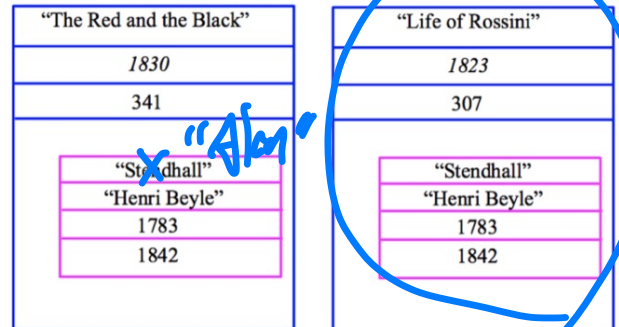 “The Red and the Black”
1830
341
x "Alan"
“Stendhall”
“Henri Beyle”
1783
1842
“Life of Rossini”
1823
307
“Stendhall”
“Henri Beyle”
1783
1842